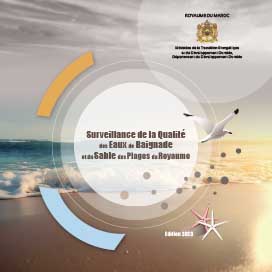 ROYAUME DU MAROC
Ministère de la Transition Energétique
et du Développement Durable
Département du Développement Durable
Surveillance de la Qualité
des Eaux de Baignade
et du Sable des Plages du Royaume
Edition 2023